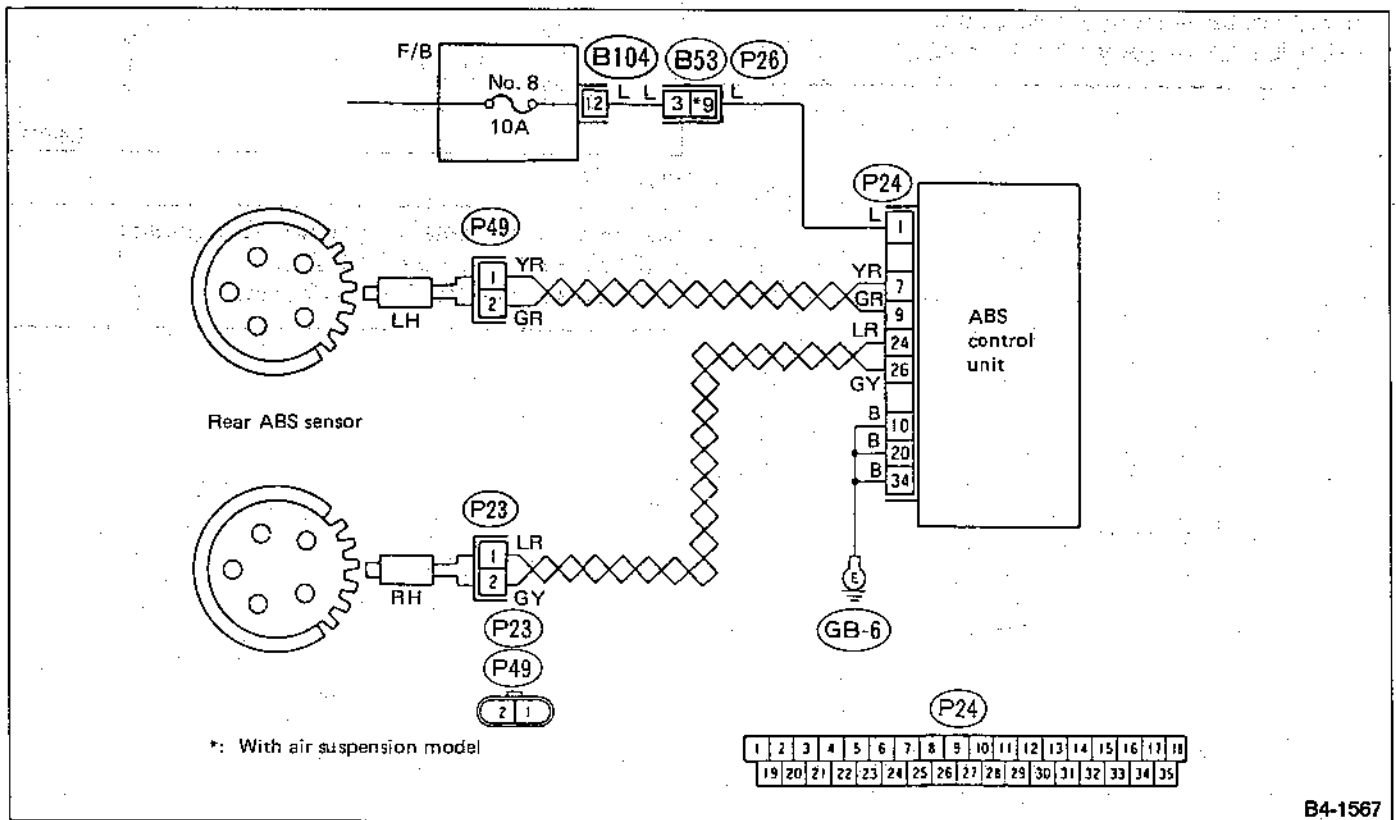 F/B
No. 8
10A
B104
B53
P26
12
L
L
3
*9
L
P24
L
1
P49
1
YR
2
GR
LH
YR
7
GR
9
LR
24
26
GY
B
10
B
20
B
34
ABS
control
unit
Rear ABS sensor
P23
1
LR
2
GY
RH
P23
P49
2 1
E
GB-6
*: With air suspension model
P24
1 2 3 4 5 6 7 8 9 10 11 12 13 14 15 16 17 18
19 20 21 22 23 24 25 26 27 28 29 30 31 32 33 34 35
B4-1567